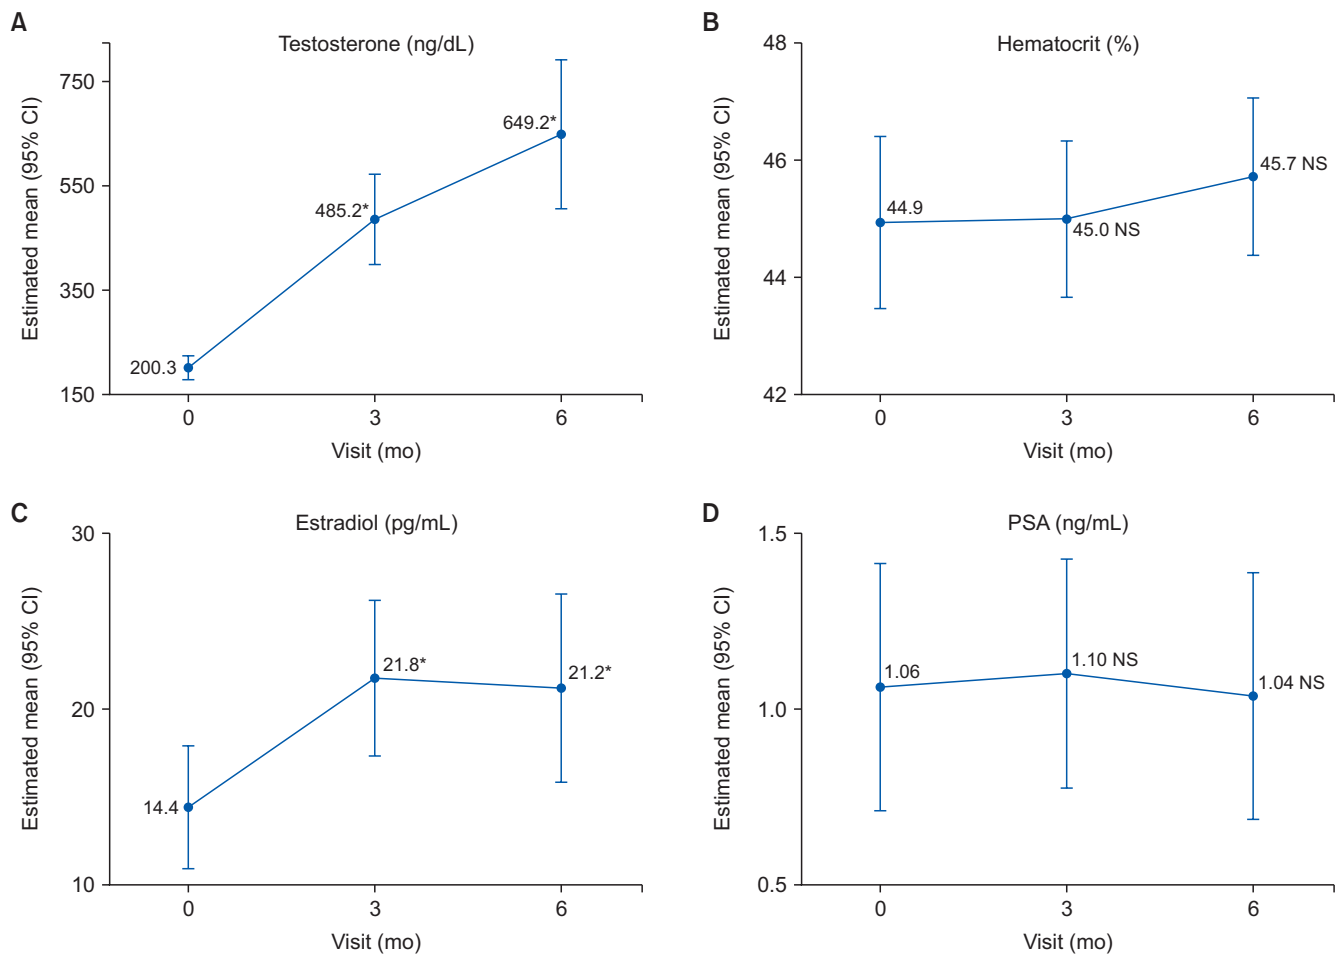 A
Testosterone (ng/dL)
Estimated mean (95% CI)
750
550
350
150
200.3
485.2*
649.2*
0 3 6
Visit (mo)
B
Hematocrit (%)
Estimated mean (95% CI)
48
46
44
42
44.9
45.0 NS
45.7 NS
0 3 6
Visit (mo)
C
Estradiol (pg/mL)
Estimated mean (95% CI)
30
20
10
14.4
21.8*
21.2*
0 3 6
Visit (mo)
D
PSA (ng/mL)
Estimated mean (95% CI)
1.5
1.0
0.5
1.06
1.10 NS
1.04 NS
0 3 6
Visit (mo)